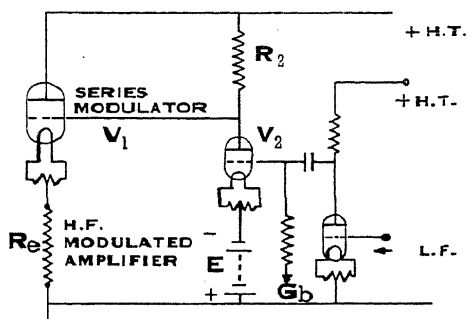 + H.T.
R2
SERIES
MODULATOR
+ H.T-
V1
V2
Re
H.F.
MODULATED
AMPLIFIER
-
E
+
Gb
L.F.